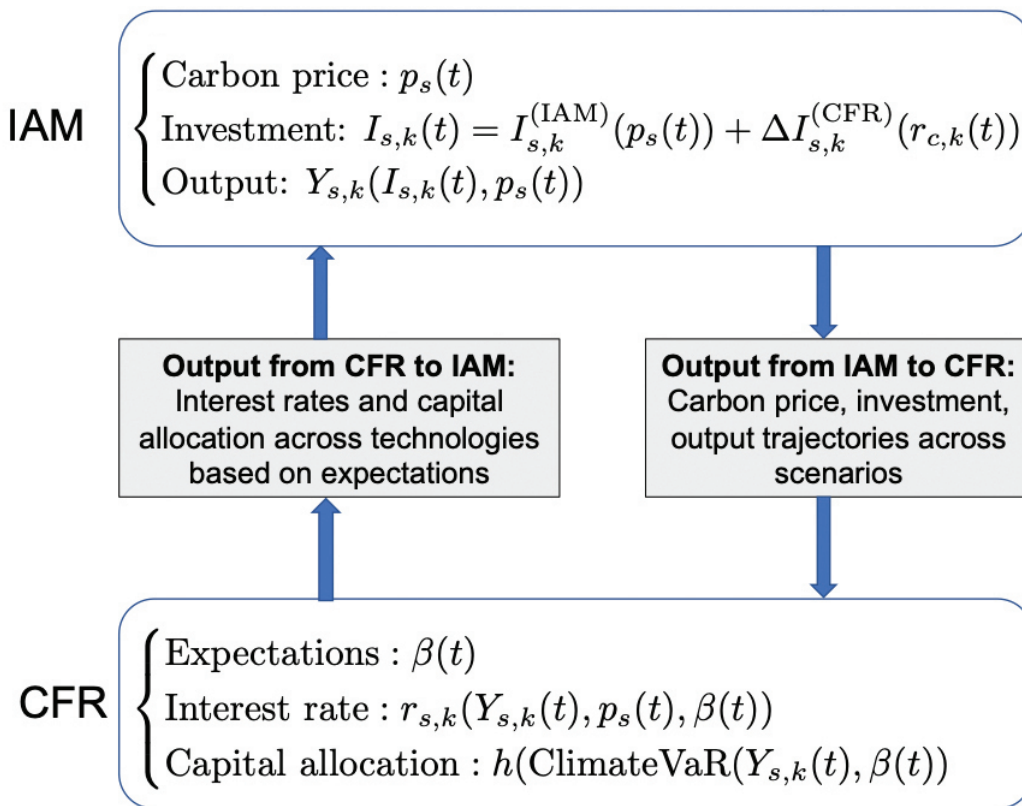 IAM
Carbon price : p_s(t)
Investment: I_{s,k}(t) = I_{s,k}^{(IAM)}(p_s(t)) + ΔI_{s,k}^{(CFR)}(r_{c,k}(t))
Output: Y_{s,k}(I_{s,k}(t), p_s(t))
Output from CFR to IAM:
Interest rates and capital
allocation across technologies
based on expectations
Output from IAM to CFR:
Carbon price, investment,
output trajectories across
scenarios
CFR
Expectations : β(t)
Interest rate : r_{s,k}(Y_{s,k}(t), p_s(t), β(t))
Capital allocation : h(ClimateVaR(Y_{s,k}(t), β(t))